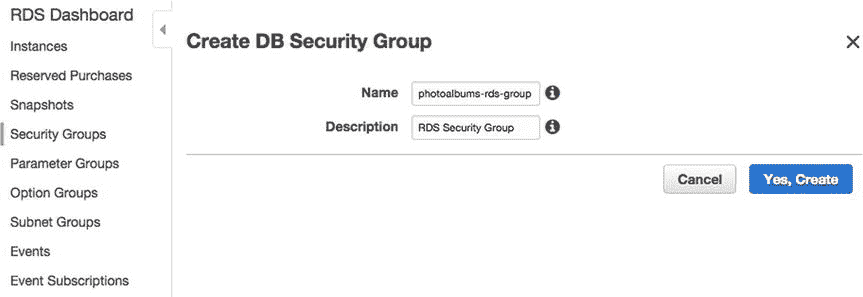 RDS Dashboard
Instances
Reserved Purchases
Snapshots
Security Groups
Parameter Groups
Option Groups
Subnet Groups
Events
Event Subscriptions
Create DB Security Group
Name photoalbums-rds-group
Description RDS Security Group
Cancel Yes, Create